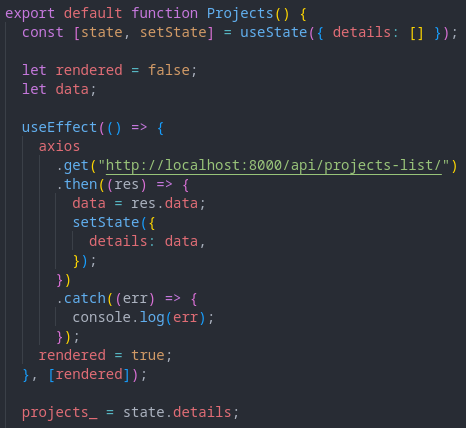 export default function Projects() {
const [state, setState] = useState({ details: [] });
let rendered = false;
let data;
useEffect(() => {
axios
.get("http://localhost:8000/api/projects-list/")
.then((res) => {
data = res.data;
setState({
details: data,
});
})
.catch((err) => {
console.log(err);
});
rendered = true;
}, [rendered]);
projects_ = state.details;